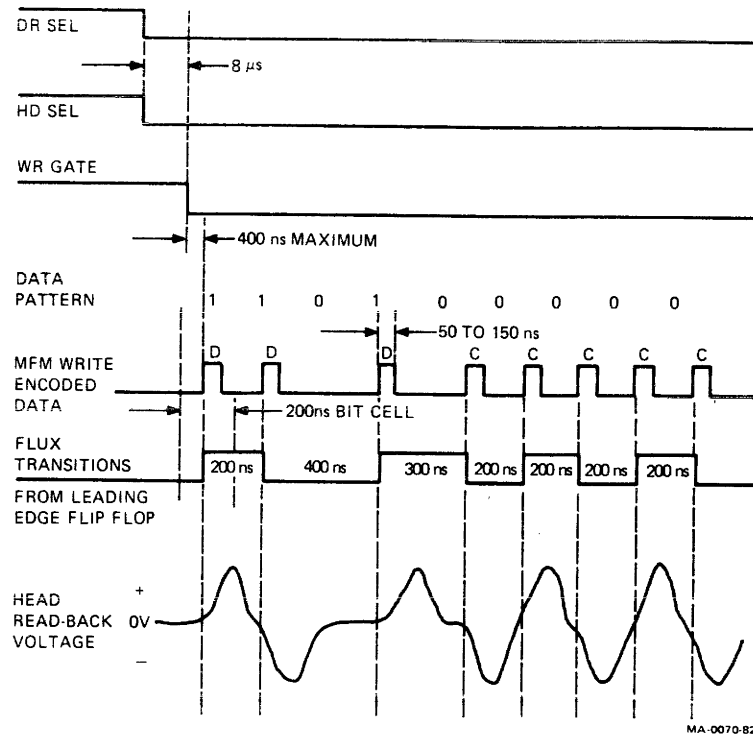 DR SEL
8 μs
HD SEL
WR GATE
400 ns MAXIMUM
DATA
PATTERN
1 1 0 1 0 0 0 0 0
50 TO 150 ns
D D D C C C C C
MFM WRITE
ENCODED
DATA
200ns BIT CELL
FLUX
TRANSITIONS
200 ns 400 ns 300 ns 200 ns 200 ns 200 ns 200 ns
FROM LEADING
EDGE FLIP FLOP
+
HEAD
READ-BACK 0V
VOLTAGE
–
MA-0070-82